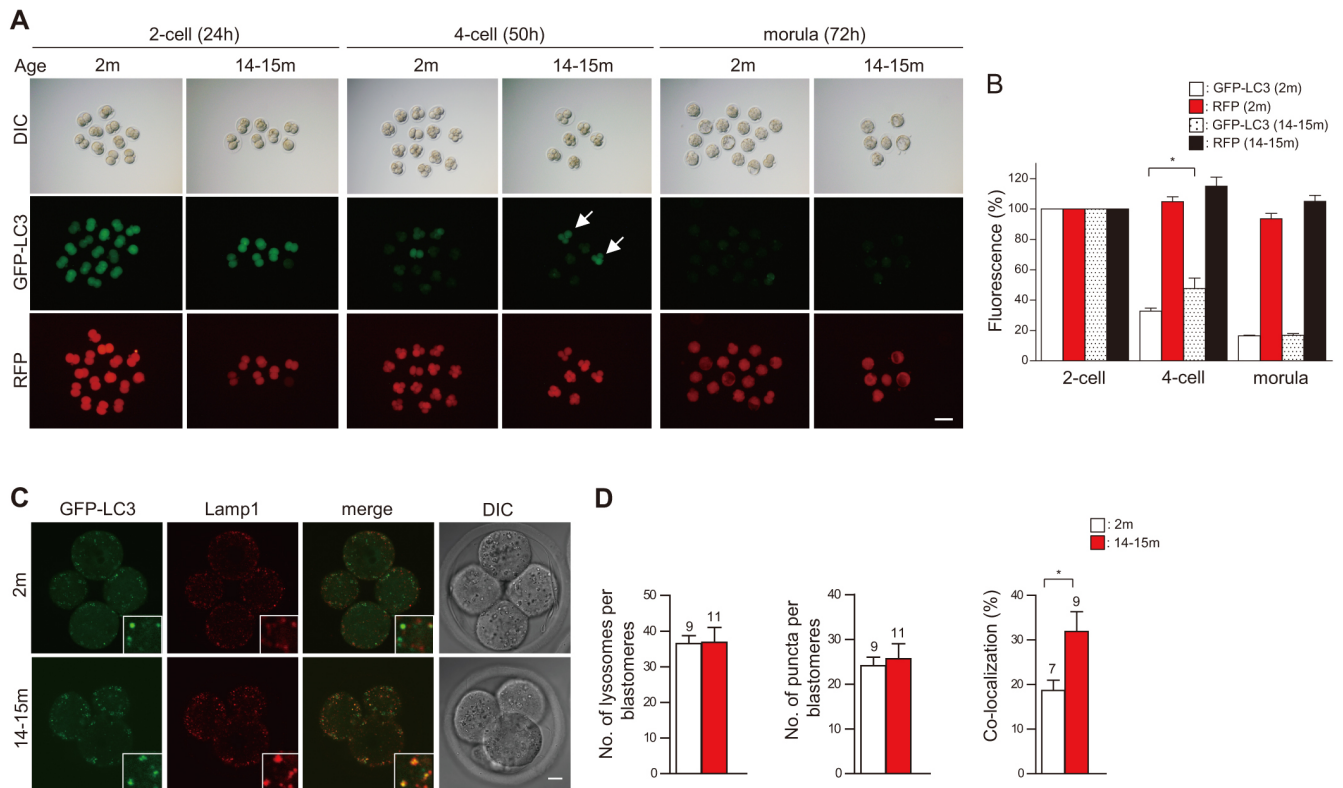 A
2-cell (24h) 4-cell (50h) morula (72h)
Age 2m 14-15m 2m 14-15m 2m 14-15m
DIC
GFP-LC3
RFP
B
: GFP-LC3 (2m)
: RFP (2m)
: GFP-LC3 (14-15m)
: RFP (14-15m)
*
Fluorescence (%)
120
100
80
60
40
20
0
2-cell 4-cell morula
C
GFP-LC3 Lamp1 merge DIC
2m
14-15m
D
: 2m
: 14-15m
No. of lysosomes per
blastomeres
50
40
30
20
10
0
9 11
No. of puncta per
blastomeres
50
40
30
20
10
0
9 11
Co-localization (%)
40
30
20
10
0
*
7 9